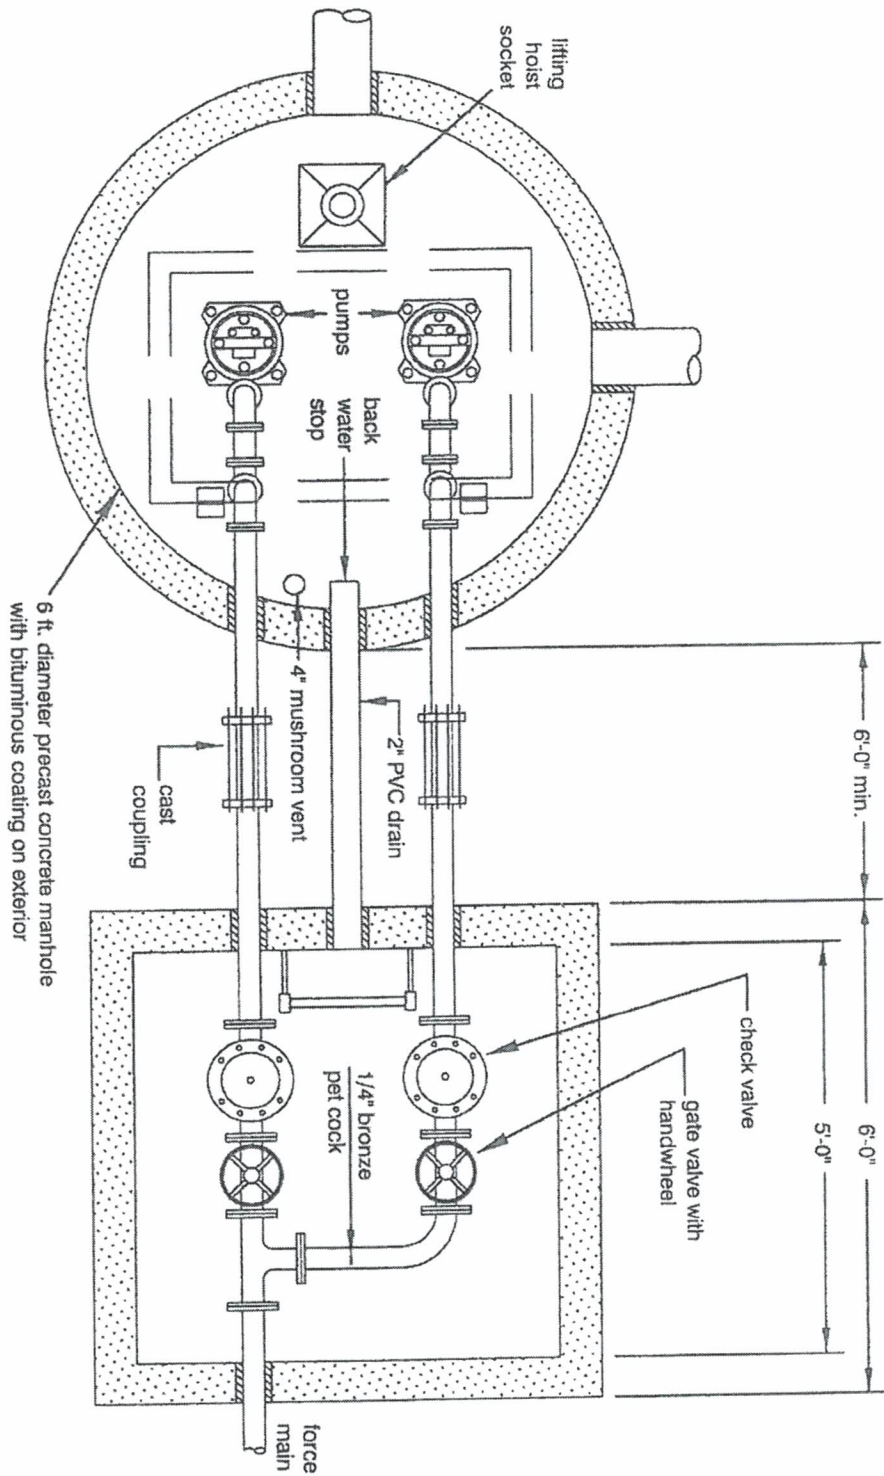 lifting
hoist
socket
pumps
back
water
stop
6 ft. diameter precast concrete manhole
with bituminous coating on exterior
4" mushroom vent
2" PVC drain
cast
coupling
6'-0" min.
6'-0"
5'-0"
check valve
gate valve with
handwheel
1/4" bronze
pet cock
force
main